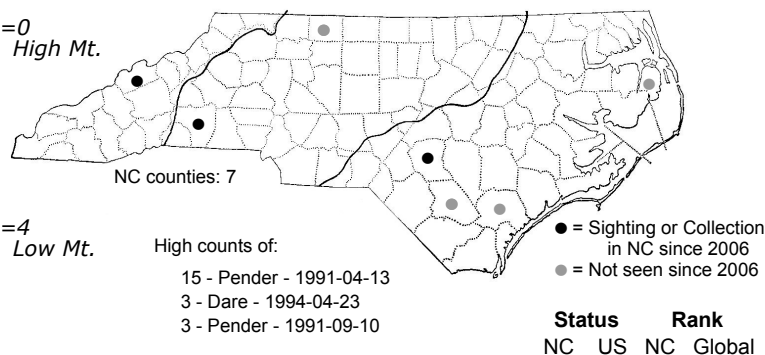 =0
High Mt.
NC counties: 7
=4
Low Mt.
High counts of:
15 - Pender - 1991-04-13
3 - Dare - 1994-04-23
3 - Pender - 1991-09-10
● = Sighting or Collection
in NC since 2006
● = Not seen since 2006
Status Rank
NC US NC Global